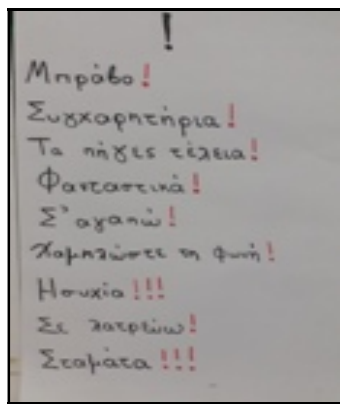 !
Μπράβο!
Συγχαρητήρια!
Τα πήγες τέλεια!
Φανταστικά!
Σ' αγαπώ!
Χαμηλώστε τη φωνή!
Ησυχία!!!
Σε λατρεύω!
Σταμάτα!!!